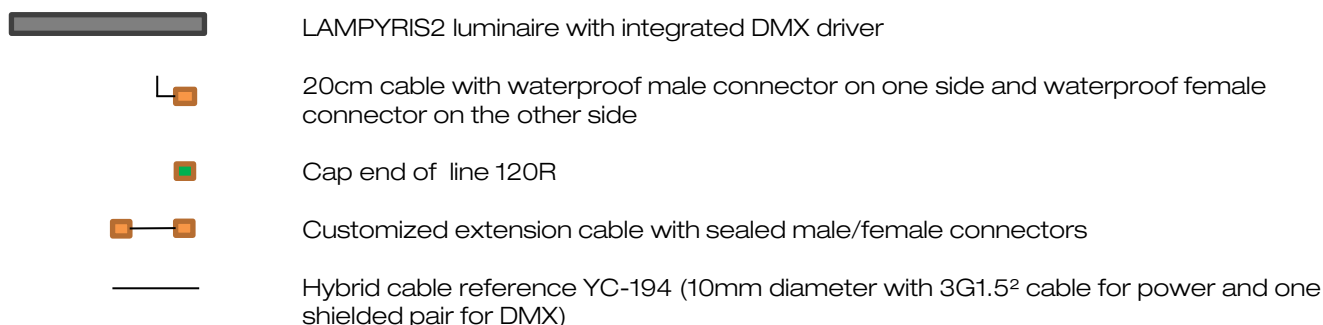 LAMPYRIS2 luminaire with integrated DMX driver
20cm cable with waterproof male connector on one side and waterproof female
connector on the other side
Cap end of line 120R
Customized extension cable with sealed male/female connectors
Hybrid cable reference YC-194 (10mm diameter with 3G1.5² cable for power and one
shielded pair for DMX)